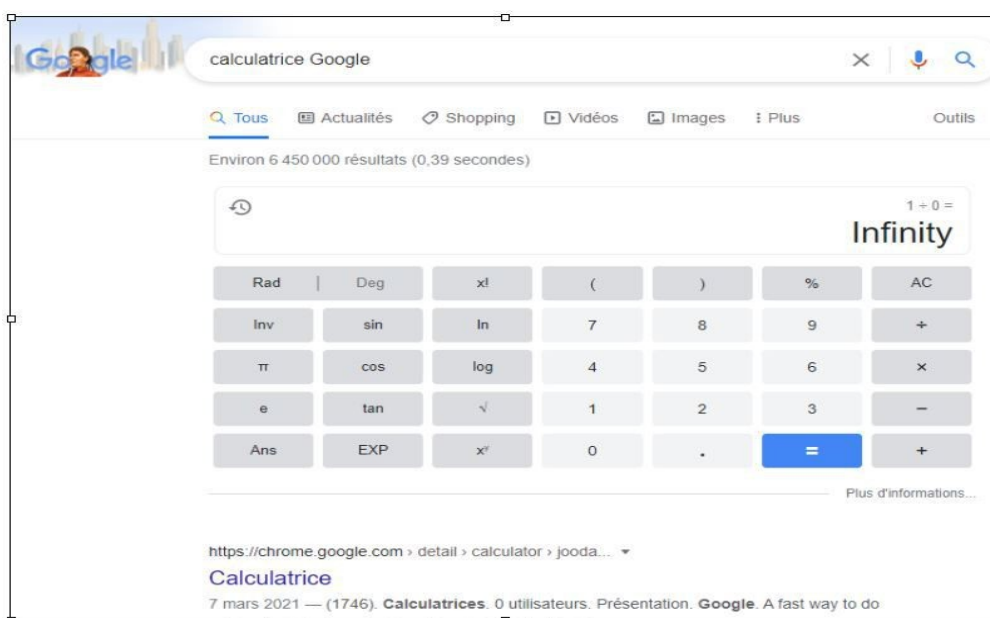 Google
calculatrice Google
Tous Actualités Shopping Vidéos Images Plus Outils
Environ 6 450 000 résultats (0,39 secondes)
1 ÷ 0 =
Infinity
Rad | Deg x! ( ) % AC
Inv sin ln 7 8 9 ÷
π cos log 4 5 6 ×
e tan √ 1 2 3 −
Ans EXP xʸ 0 . = +
Plus d'informations...
https://chrome.google.com › detail › calculator › jooda...
Calculatrice
7 mars 2021 — (1746). Calculatrices. 0 utilisateurs. Présentation. Google. A fast way to do